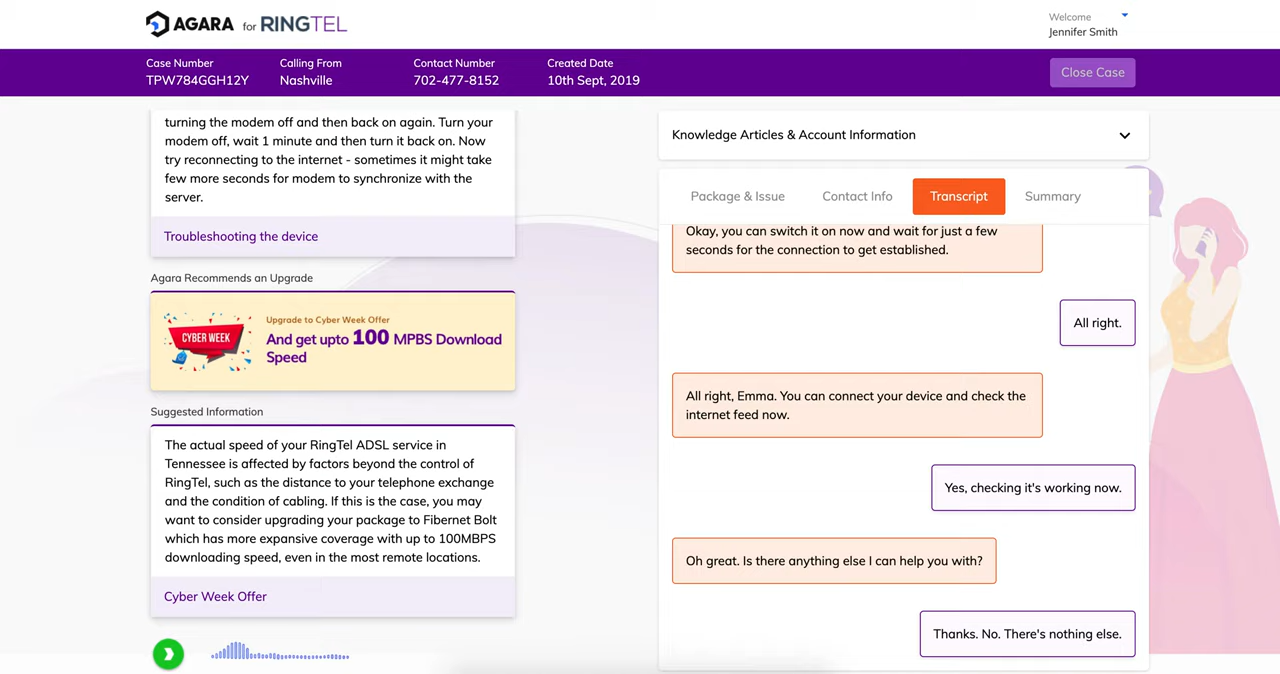 AGARA for RINGTEL
Welcome
Jennifer Smith
Case Number
TPW784GGH12Y
Calling From
Nashville
Contact Number
702-477-8152
Created Date
10th Sept, 2019
Close Case
turning the modem off and then back on again. Turn your
modem off, wait 1 minute and then turn it back on. Now
try reconnecting to the internet - sometimes it might take
few more seconds for modem to synchronize with the
server.
Troubleshooting the device
Agara Recommends an Upgrade
CYBER WEEK
Upgrade to Cyber Week Offer
And get upto 100 MPBS Download
Speed
Suggested Information
The actual speed of your RingTel ADSL service in
Tennessee is affected by factors beyond the control of
RingTel, such as the distance to your telephone exchange
and the condition of cabling. If this is the case, you may
want to consider upgrading your package to Fibernet Bolt
which has more expansive coverage with up to 100MBPS
downloading speed, even in the most remote locations.
Cyber Week Offer
Knowledge Articles & Account Information
Package & Issue
Contact Info
Transcript
Summary
Okay, you can switch it on now and wait for just a few
seconds for the connection to get established.
All right.
All right, Emma. You can connect your device and check the
internet feed now.
Yes, checking it's working now.
Oh great. Is there anything else I can help you with?
Thanks. No. There's nothing else.